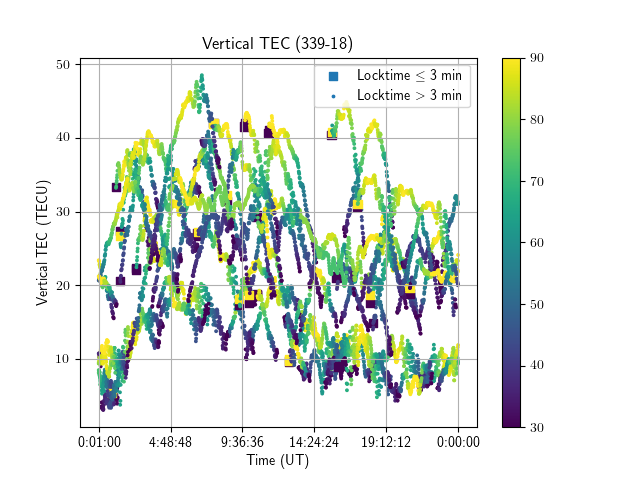 Vertical TEC (339-18)
Locktime ≤ 3 min
Locktime > 3 min
Vertical TEC (TECU)
50
40
30
20
10
0:01:00 4:48:48 9:36:36 14:24:24 19:12:12 0:00:00
Time (UT)
90
80
70
60
50
40
30